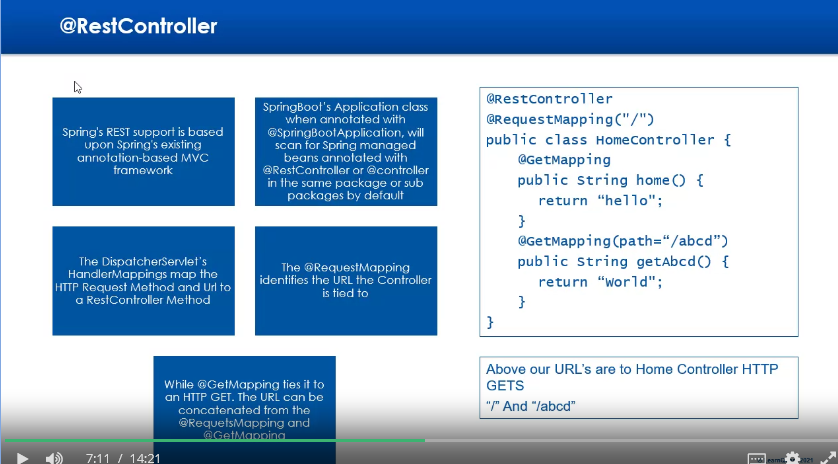 @RestController
Spring's REST support is based
upon Spring's existing
annotation-based MVC
framework
SpringBoot's Application class
when annotated with
@SpringBootApplication, will
scan for Spring managed
beans annotated with
@RestController or @controller
in the same package or sub
packages by default
The DispatcherServlet's
HandlerMappings map the
HTTP Request Method and Url to
a RestController Method
The @RequestMapping
identifies the URL the Controller
is tied to
While @GetMapping ties it to
an HTTP GET. The URL can be
concatenated from the
@RequetsMapping and
@GetMapping
@RestController
@RequestMapping("/")
public class HomeController {
@GetMapping
public String home() {
return “hello";
}
@GetMapping(path=“/abcd”)
public String getAbcd() {
return “World";
}
}
Above our URL's are to Home Controller HTTP
GETS
“/” And “/abcd”
7:11 / 14:21